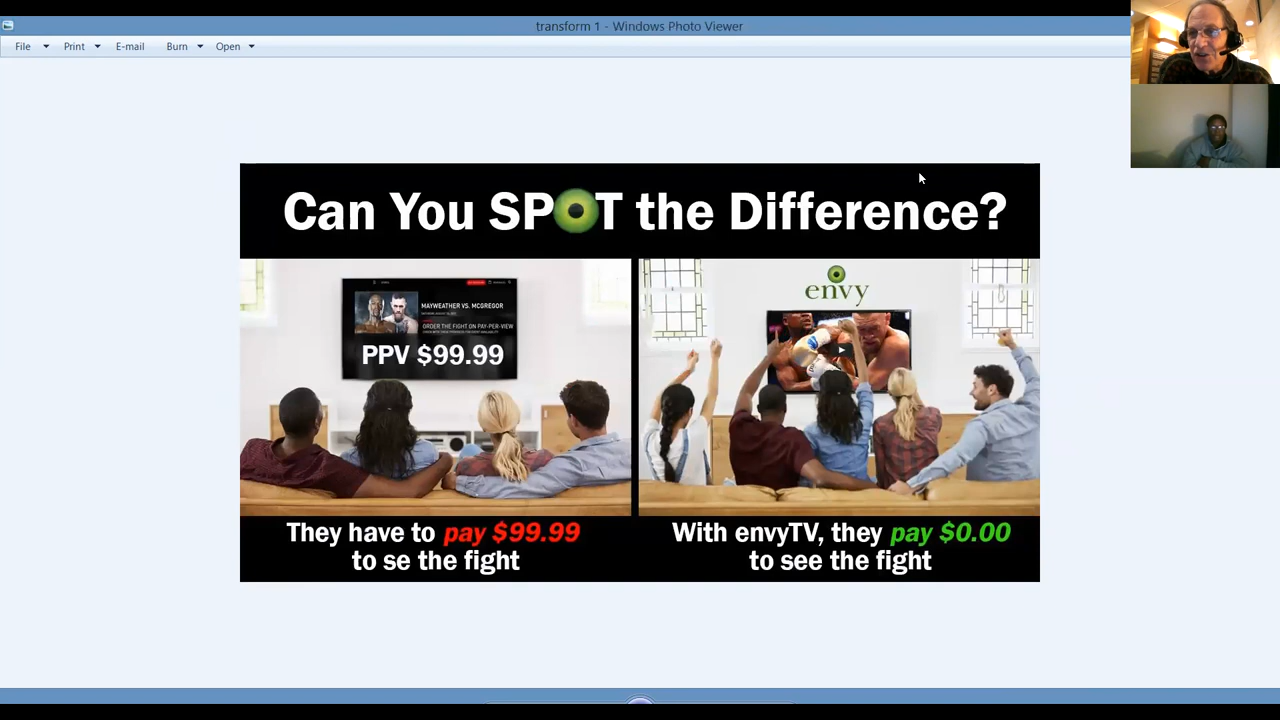 transform 1 - Windows Photo Viewer
File Print E-mail Burn Open
Can You SPOT the Difference?
MAYWEATHER VS. MCGREGOR
ORDER THE FIGHT ON PAY-PER-VIEW
PPV $99.99
envy
They have to pay $99.99
to se the fight
With envyTV, they pay $0.00
to see the fight